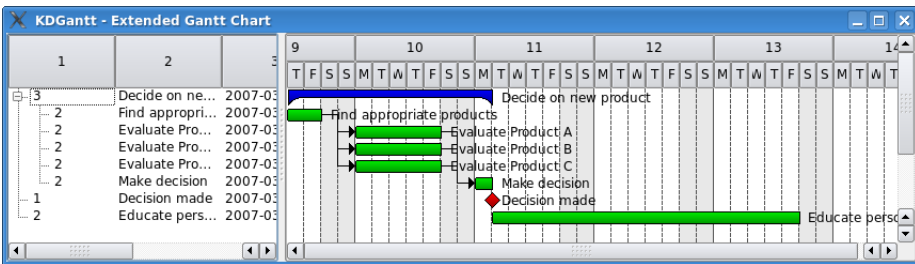 KDGantt - Extended Gantt Chart
1 2 3 9 10 11 12 13 14
T F S S M T W T F S S M T W T F S S M T W T F S S M T W T F S S M T W T
3 Decide on ne... 2007-03 Decide on new product
2 Find appropri... 2007-03 Find appropriate products
2 Evaluate Pro... 2007-03 Evaluate Product A
2 Evaluate Pro... 2007-03 Evaluate Product B
2 Evaluate Pro... 2007-03 Evaluate Product C
2 Make decision 2007-03 Make decision
1 Decision made 2007-03 Decision made
2 Educate pers... 2007-03 Educate perso